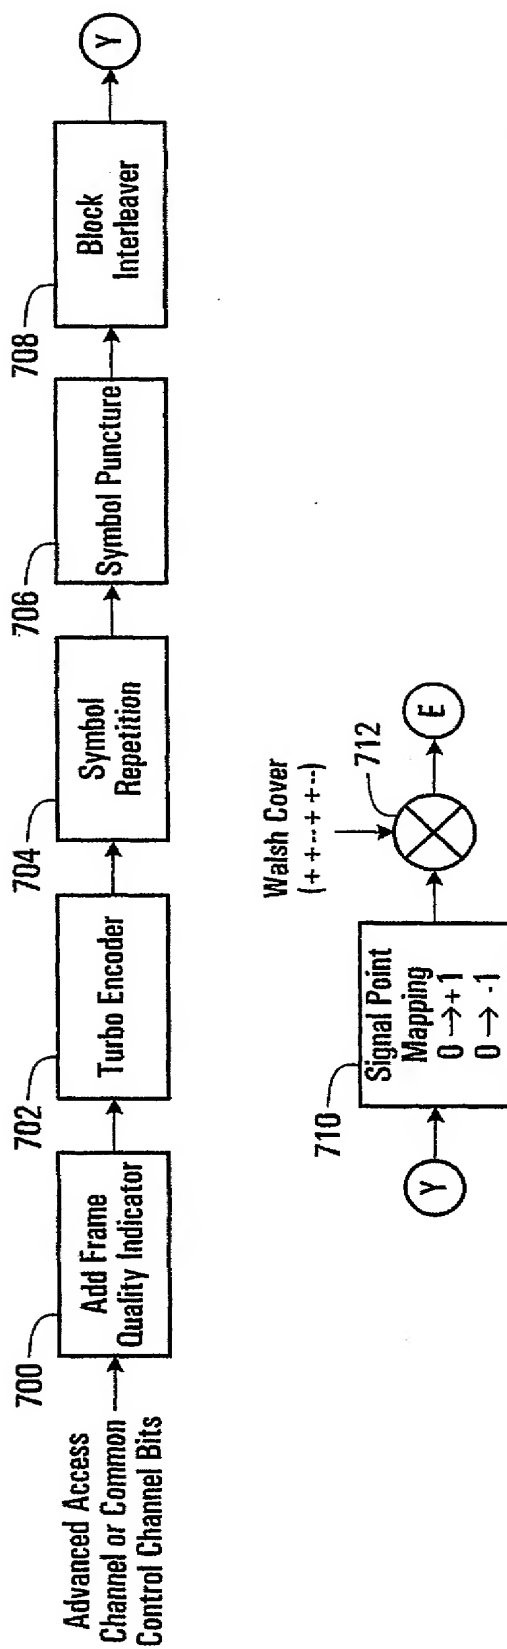 Advanced Access
Channel or Common
Control Channel Bits
700
Add Frame
Quality Indicator
702
Turbo Encoder
704
Symbol
Repetition
706
Symbol Puncture
708
Block
Interleaver
Y
Y
710
Signal Point
Mapping
0 → +1
0 → -1
Walsh Cover
(+ + -- + + --)
712
E